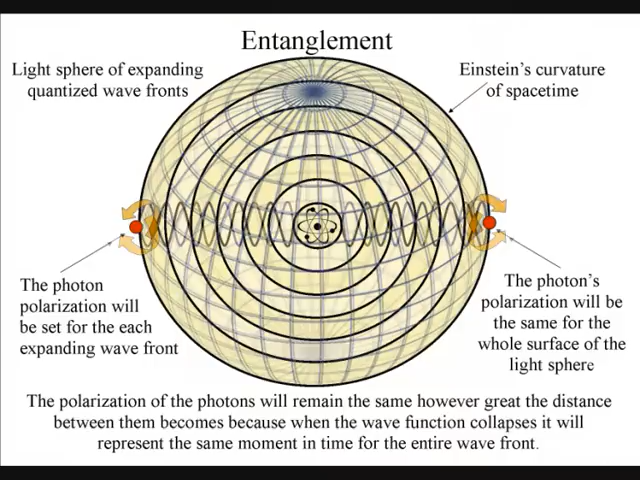 Entanglement
Light sphere of expanding
quantized wave fronts
Einstein's curvature
of spacetime
The photon
polarization will
be set for the each
expanding wave front
The photon's
polarization will be
the same for the
whole surface of the
light sphere
The polarization of the photons will remain the same however great the distance
between them becomes because when the wave function collapses it will
represent the same moment in time for the entire wave front.